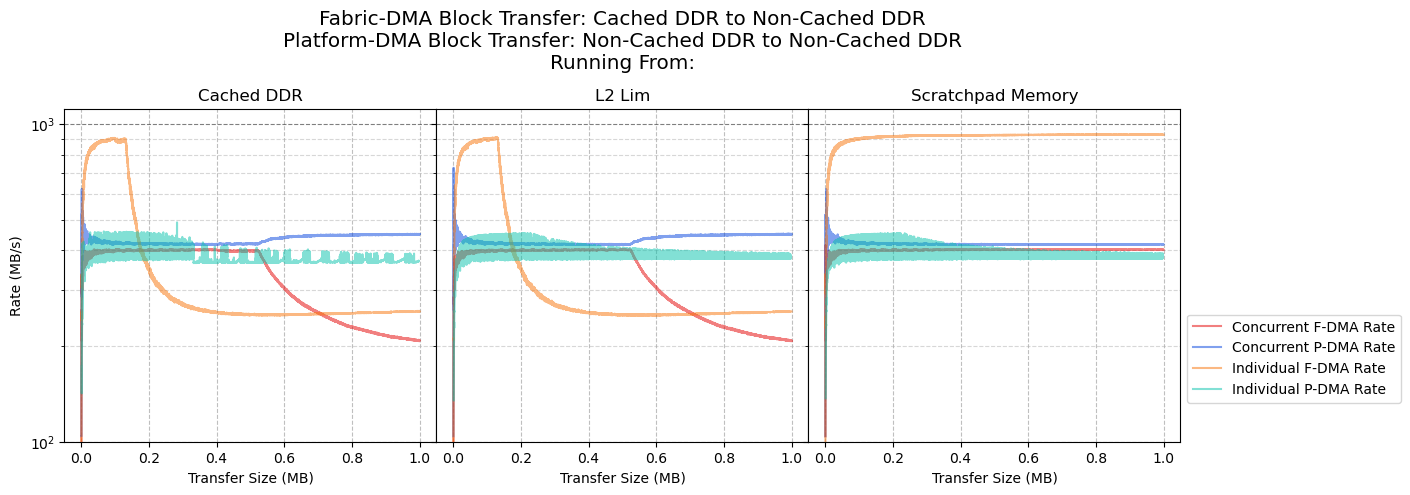 Fabric-DMA Block Transfer: Cached DDR to Non-Cached DDR
Platform-DMA Block Transfer: Non-Cached DDR to Non-Cached DDR
Running From:
Cached DDR
L2 Lim
Scratchpad Memory
Rate (MB/s)
10³
10²
0.0 0.2 0.4 0.6 0.8 1.0
0.0 0.2 0.4 0.6 0.8 1.0
0.0 0.2 0.4 0.6 0.8 1.0
Transfer Size (MB)
Transfer Size (MB)
Transfer Size (MB)
Concurrent F-DMA Rate
Concurrent P-DMA Rate
Individual F-DMA Rate
Individual P-DMA Rate